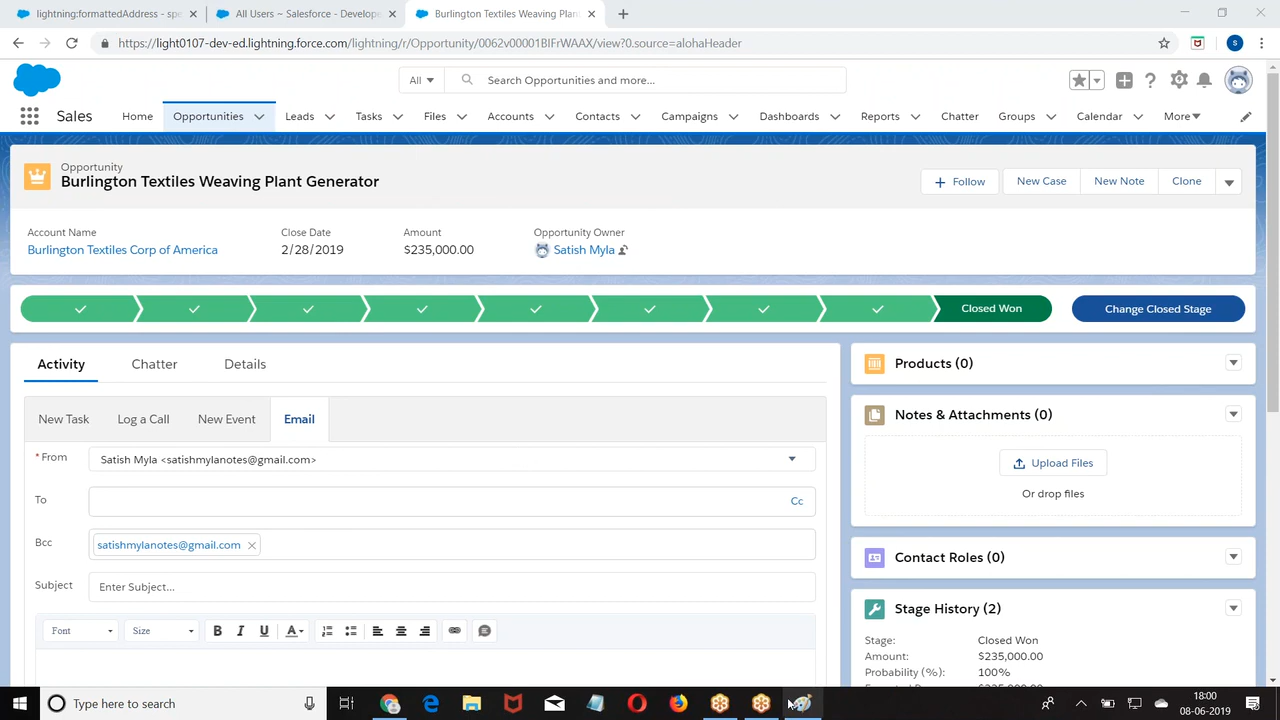 lightning:formattedAddress - spe
All Users ~ Salesforce - Develope
Burlington Textiles Weaving Plant
https://light0107-dev-ed.lightning.force.com/lightning/r/Opportunity/0062v00001BIFrWAAX/view?0.source=alohaHeader
S
All
Search Opportunities and more...
Sales
Home
Opportunities
Leads
Tasks
Files
Accounts
Contacts
Campaigns
Dashboards
Reports
Chatter
Groups
Calendar
More
Opportunity
Burlington Textiles Weaving Plant Generator
Follow
New Case
New Note
Clone
Account Name
Burlington Textiles Corp of America
Close Date
2/28/2019
Amount
$235,000.00
Opportunity Owner
Satish Myla
Closed Won
Change Closed Stage
Activity
Chatter
Details
New Task
Log a Call
New Event
Email
* From
Satish Myla <satishmylanotes@gmail.com>
To
Cc
Bcc
satishmylanotes@gmail.com
Subject
Enter Subject...
Font
Size
B
I
U
A
Products (0)
Notes & Attachments (0)
Upload Files
Or drop files
Contact Roles (0)
Stage History (2)
Stage:
Closed Won
Amount:
$235,000.00
Probability (%):
100%
Type here to search
18:00
08-06-2019